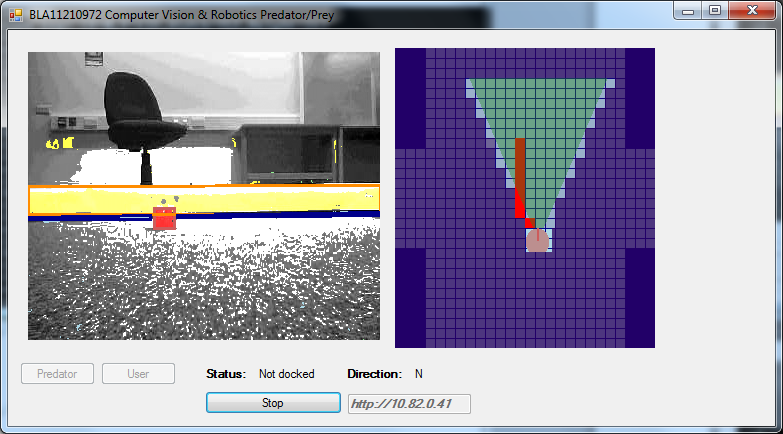 BLA11210972 Computer Vision & Robotics Predator/Prey
Predator
User
Status: Not docked
Direction: N
Stop
http://10.82.0.41